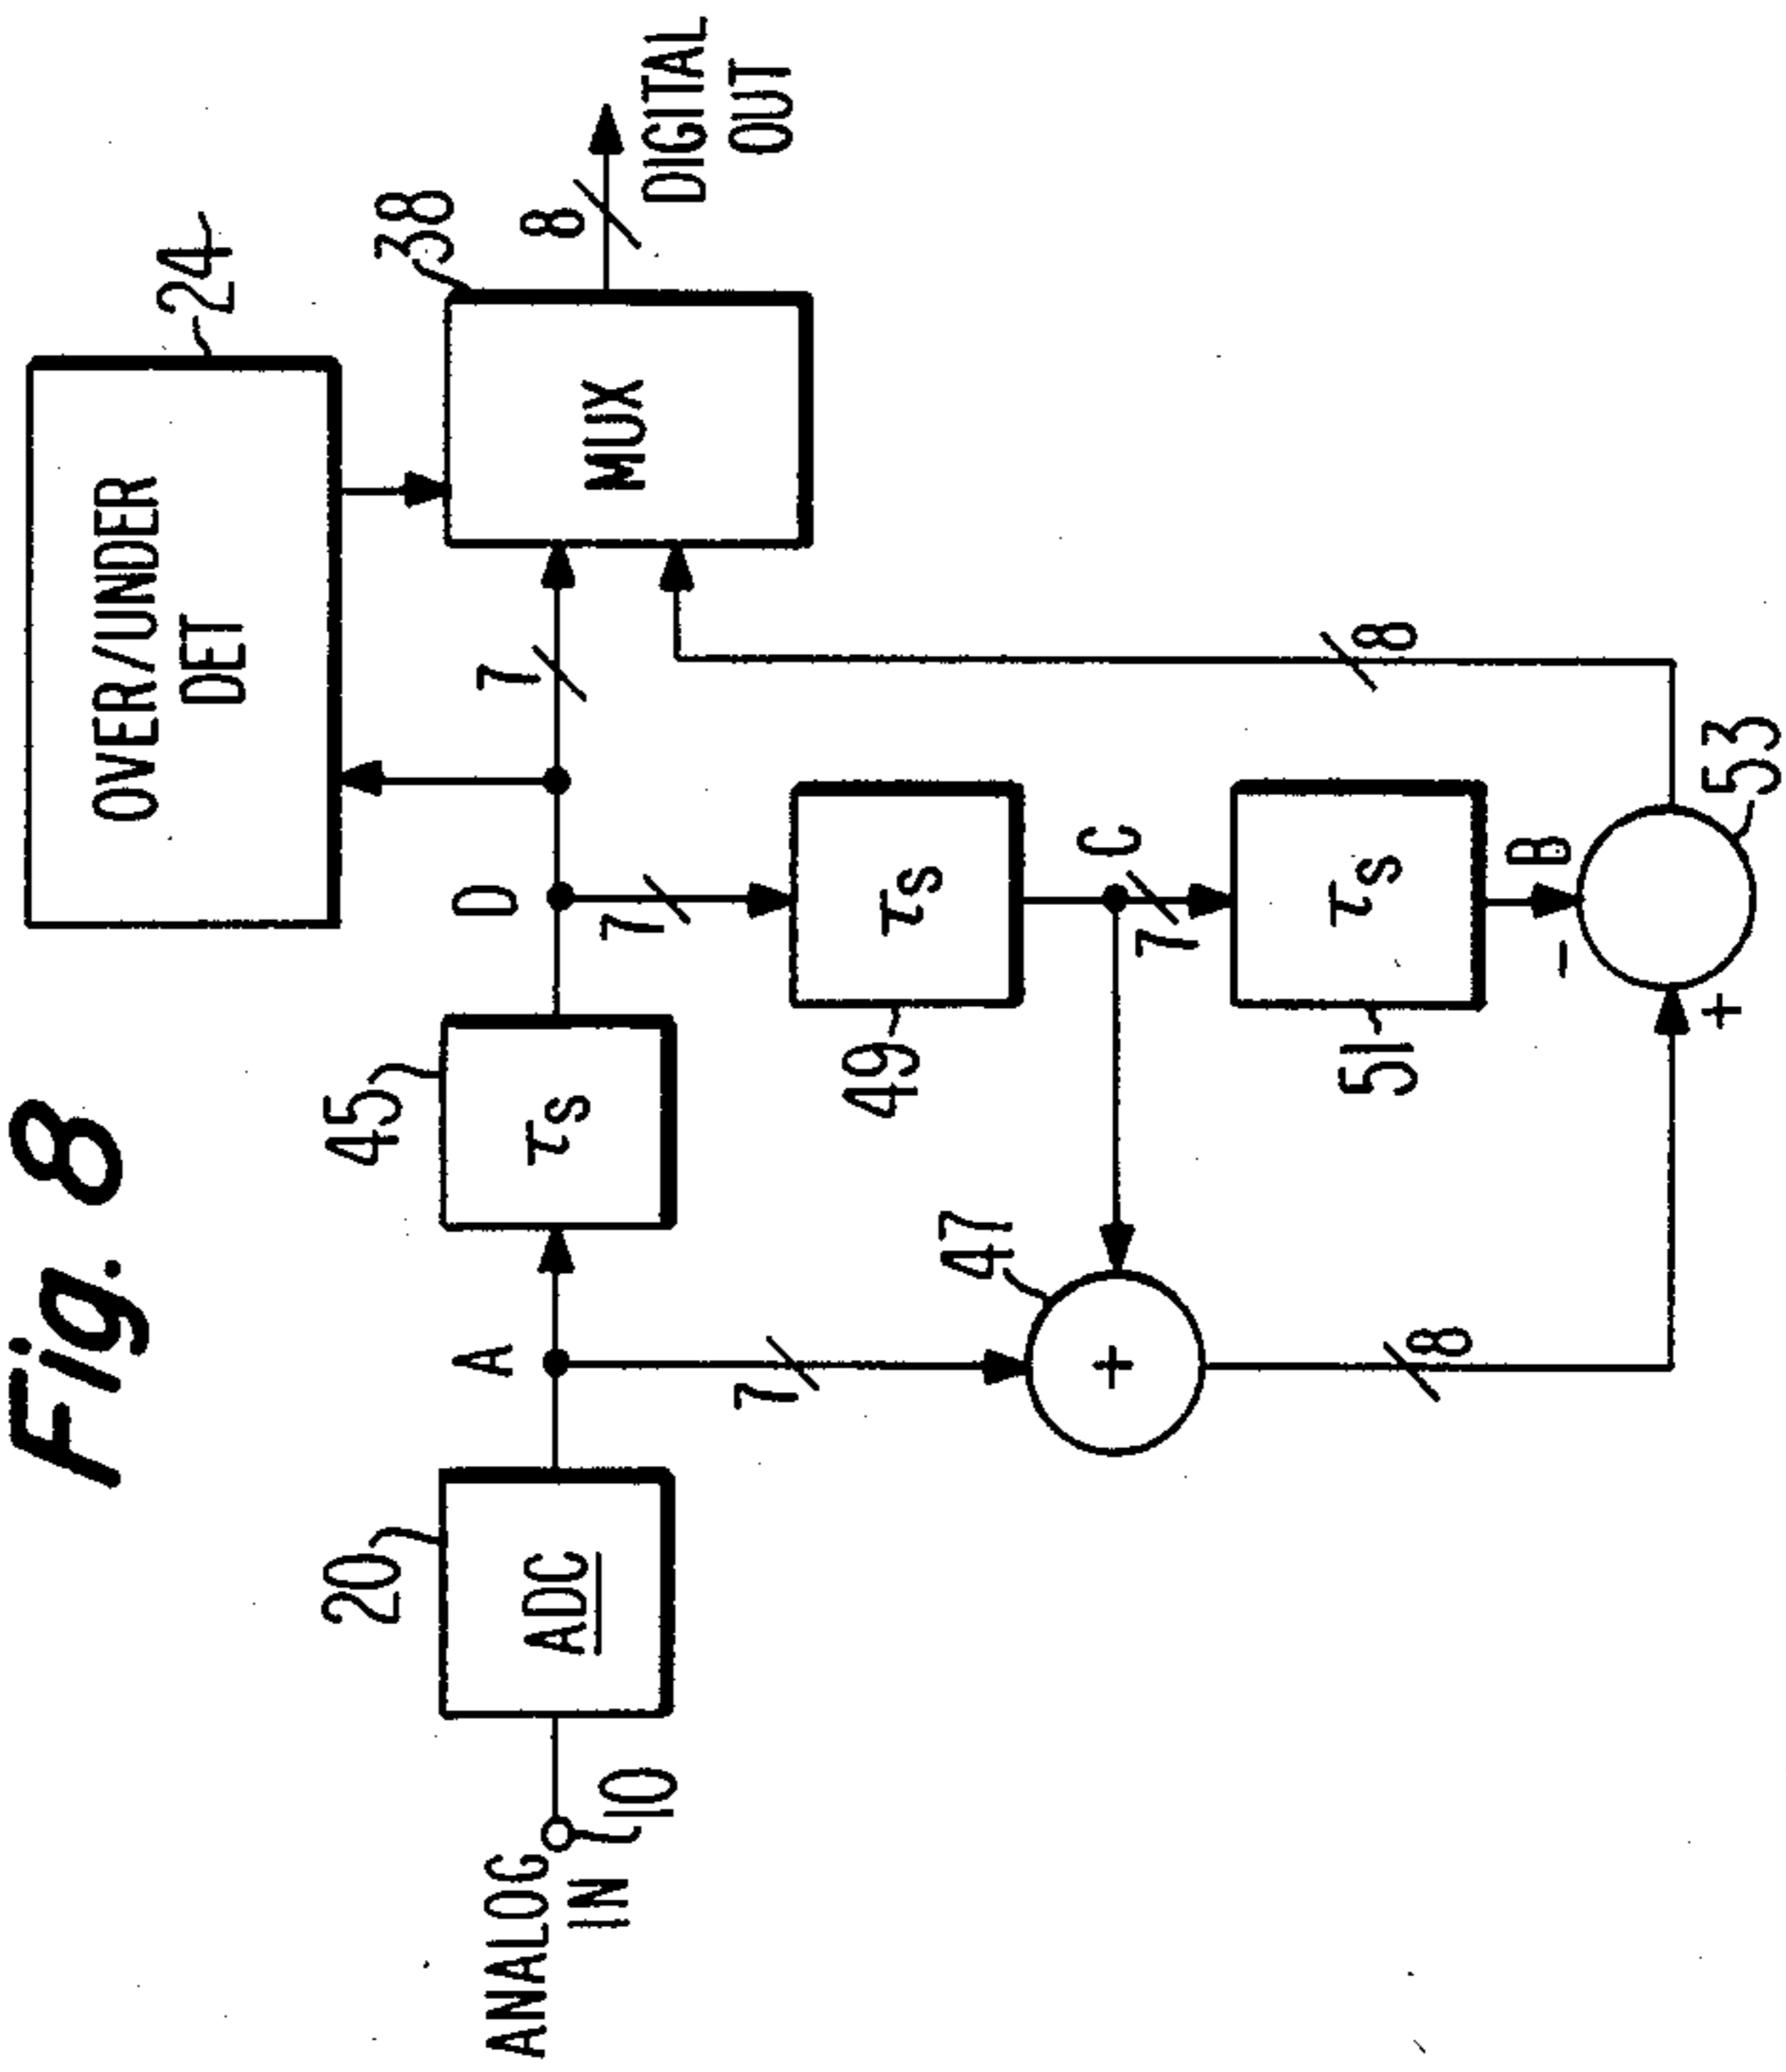 Fig. 8
OVER/UNDER
DET
24
ANALOG
IN
10
20
ADC
A
45
τs
D
7
38
MUX
8
DIGITAL
OUT
7
47
+
7
49
τs
C
7
51
τs
B
-
+
53
8
8